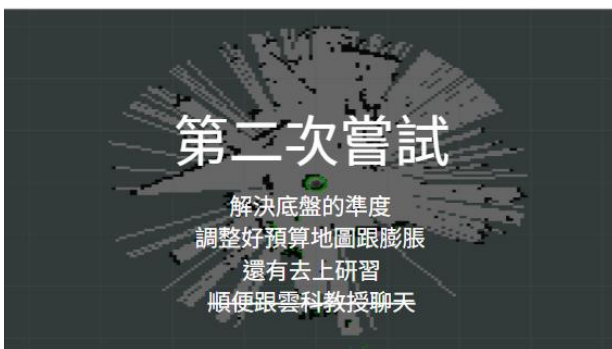 第二次嘗試
解決底盤的準度
調整好預算地圖跟膨脹
還有去上研習
順便跟雲科教授聊天